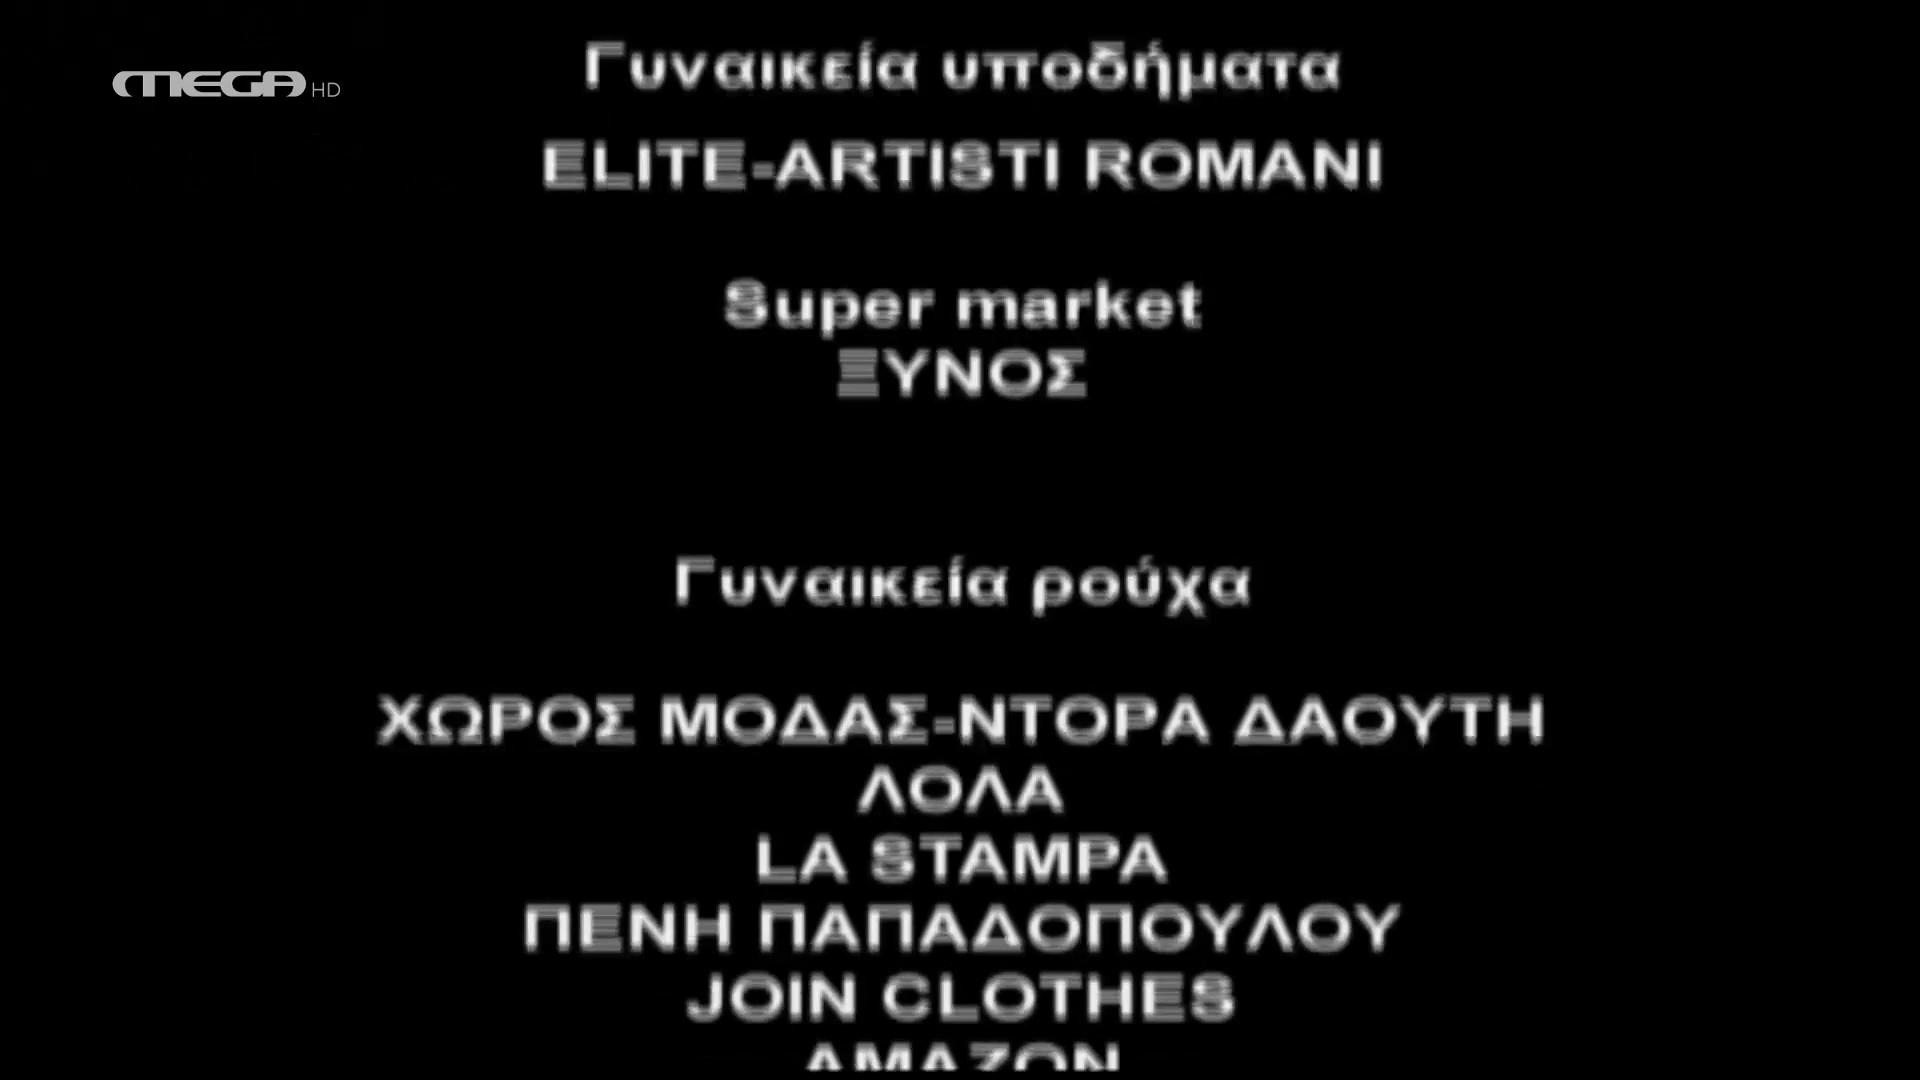 MEGA HD
Γυναικεία υποδήματα
ELITE-ARTISTI ROMANI
Super market
ΞΥΝΟΣ
Γυναικεία ρούχα
ΧΩΡΟΣ ΜΟΔΑΣ-ΝΤΟΡΑ ΔΑΟΥΤΗ
ΛΟΛΑ
LA STAMPA
ΠΕΝΗ ΠΑΠΑΔΟΠΟΥΛΟΥ
JOIN CLOTHES
AMAZON